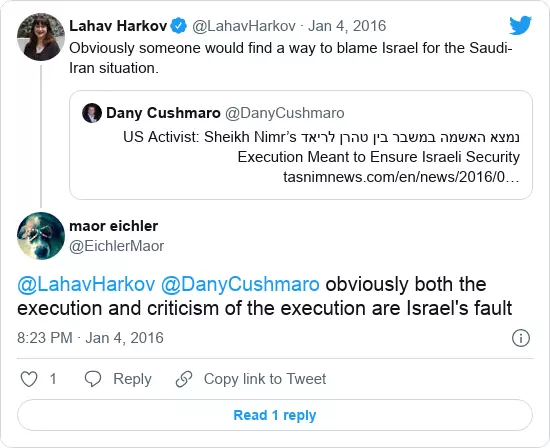 Lahav Harkov @LahavHarkov · Jan 4, 2016
Obviously someone would find a way to blame Israel for the Saudi-
Iran situation.
Dany Cushmaro @DanyCushmaro
נמצא האשמה במשבר בין טהרן לריאד US Activist: Sheikh Nimr’s
Execution Meant to Ensure Israeli Security
tasnimnews.com/en/news/2016/0…
maor eichler
@EichlerMaor
@LahavHarkov @DanyCushmaro obviously both the
execution and criticism of the execution are Israel's fault
8:23 PM · Jan 4, 2016
1 Reply Copy link to Tweet
Read 1 reply